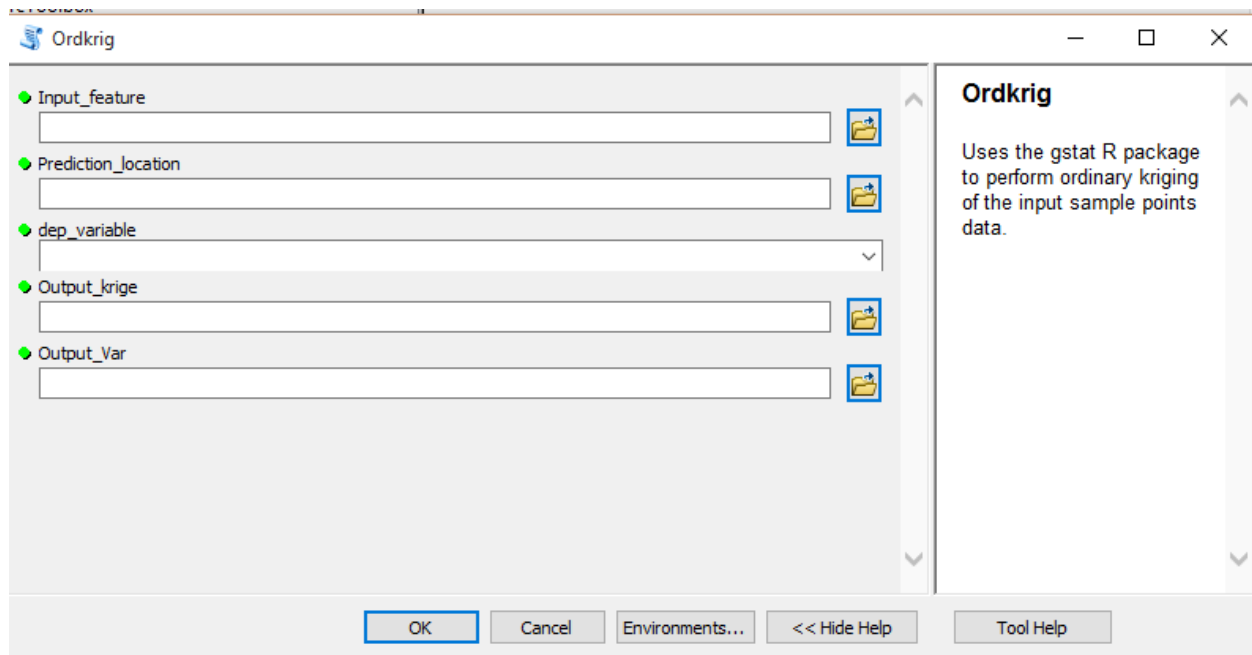 Ordkrig
Input_feature
Prediction_location
dep_variable
Output_krige
Output_Var
Ordkrig
Uses the gstat R package
to perform ordinary kriging
of the input sample points
data.
OK
Cancel
Environments...
<< Hide Help
Tool Help